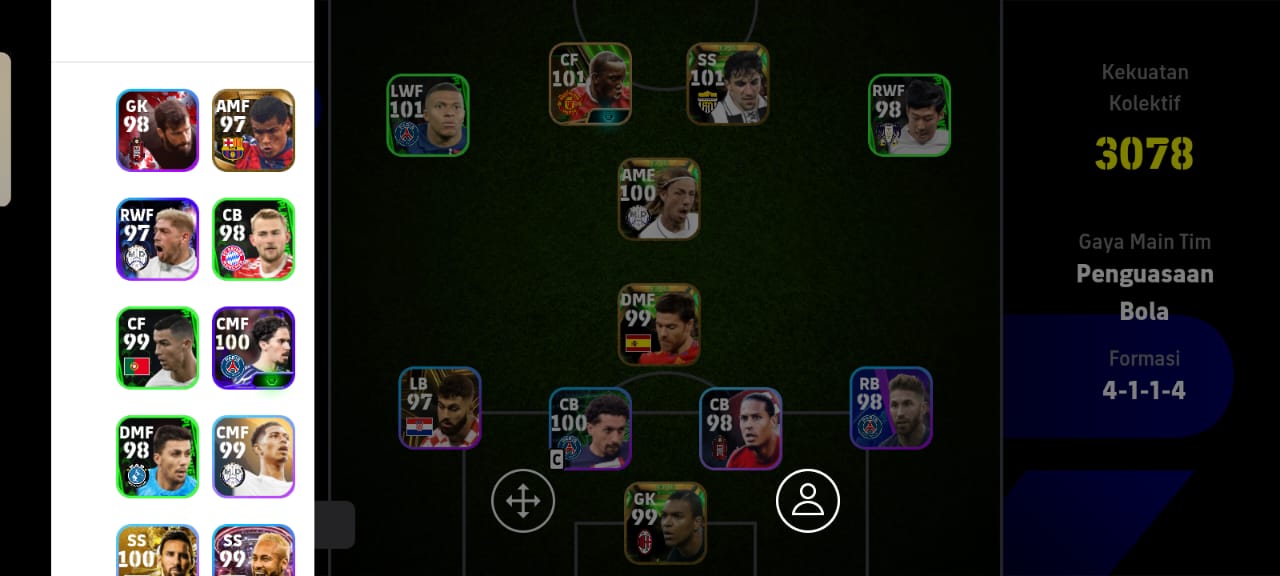 GK
98
AMF
97
RWF
97
CB
98
CF
99
CMF
100
DMF
98
CMF
99
SS
100
SS
99
LWF
101
CF
101
SS
101
RWF
98
AMF
100
DMF
99
LB
97
CB
100
C
CB
98
RB
98
GK
99
Kekuatan
Kolektif
3078
Gaya Main Tim
Penguasaan
Bola
Formasi
4-1-1-4